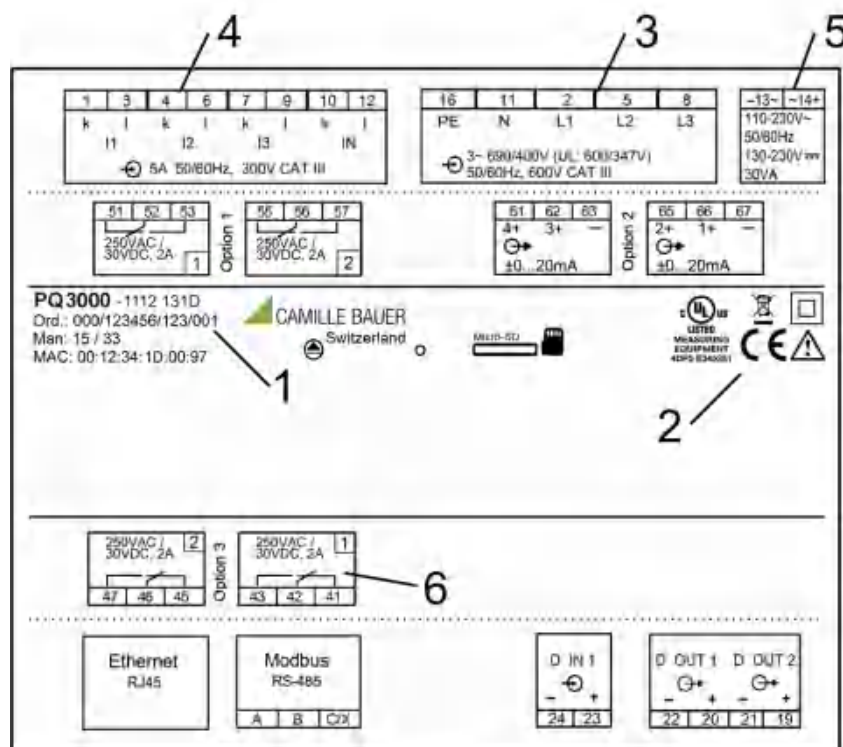 4
3
5
1 3 4 6 7 9 10 12
k l k l k l k l
I1 I2 I3 IN
5A 50/60Hz, 300V CAT III
16 11 2 5 8
PE N L1 L2 L3
3~ 690/400V (UL: 600/347V)
50/60Hz, 600V CAT III
~13~ ~14+
110-230V~
50/60Hz
130-230V
30VA
51 52 53
250VAC /
30VDC, 2A
1
Option 1
55 56 57
250VAC /
30VDC, 2A
2
61 62 63
4+ 3+ —
±0...20mA
Option 2
65 66 67
2+ 1+ —
±0...20mA
PQ3000 -1112 131D
Ord.: 000/123456/123/001
Man: 15 / 33
MAC: 00:12:34:1D:00:97
CAMILLE BAUER
Switzerland
Micro-SD
c UL us
LISTED
MEASURING
EQUIPMENT
CE
1
2
250VAC /
30VDC, 2A
2
47 46 45
Option 3
250VAC /
30VDC, 2A
1
43 42 41
6
Ethernet
RJ45
Modbus
RS-485
A B C/X
D IN 1
- +
24 23
D OUT 1 D OUT 2
- + - +
22 20 21 19